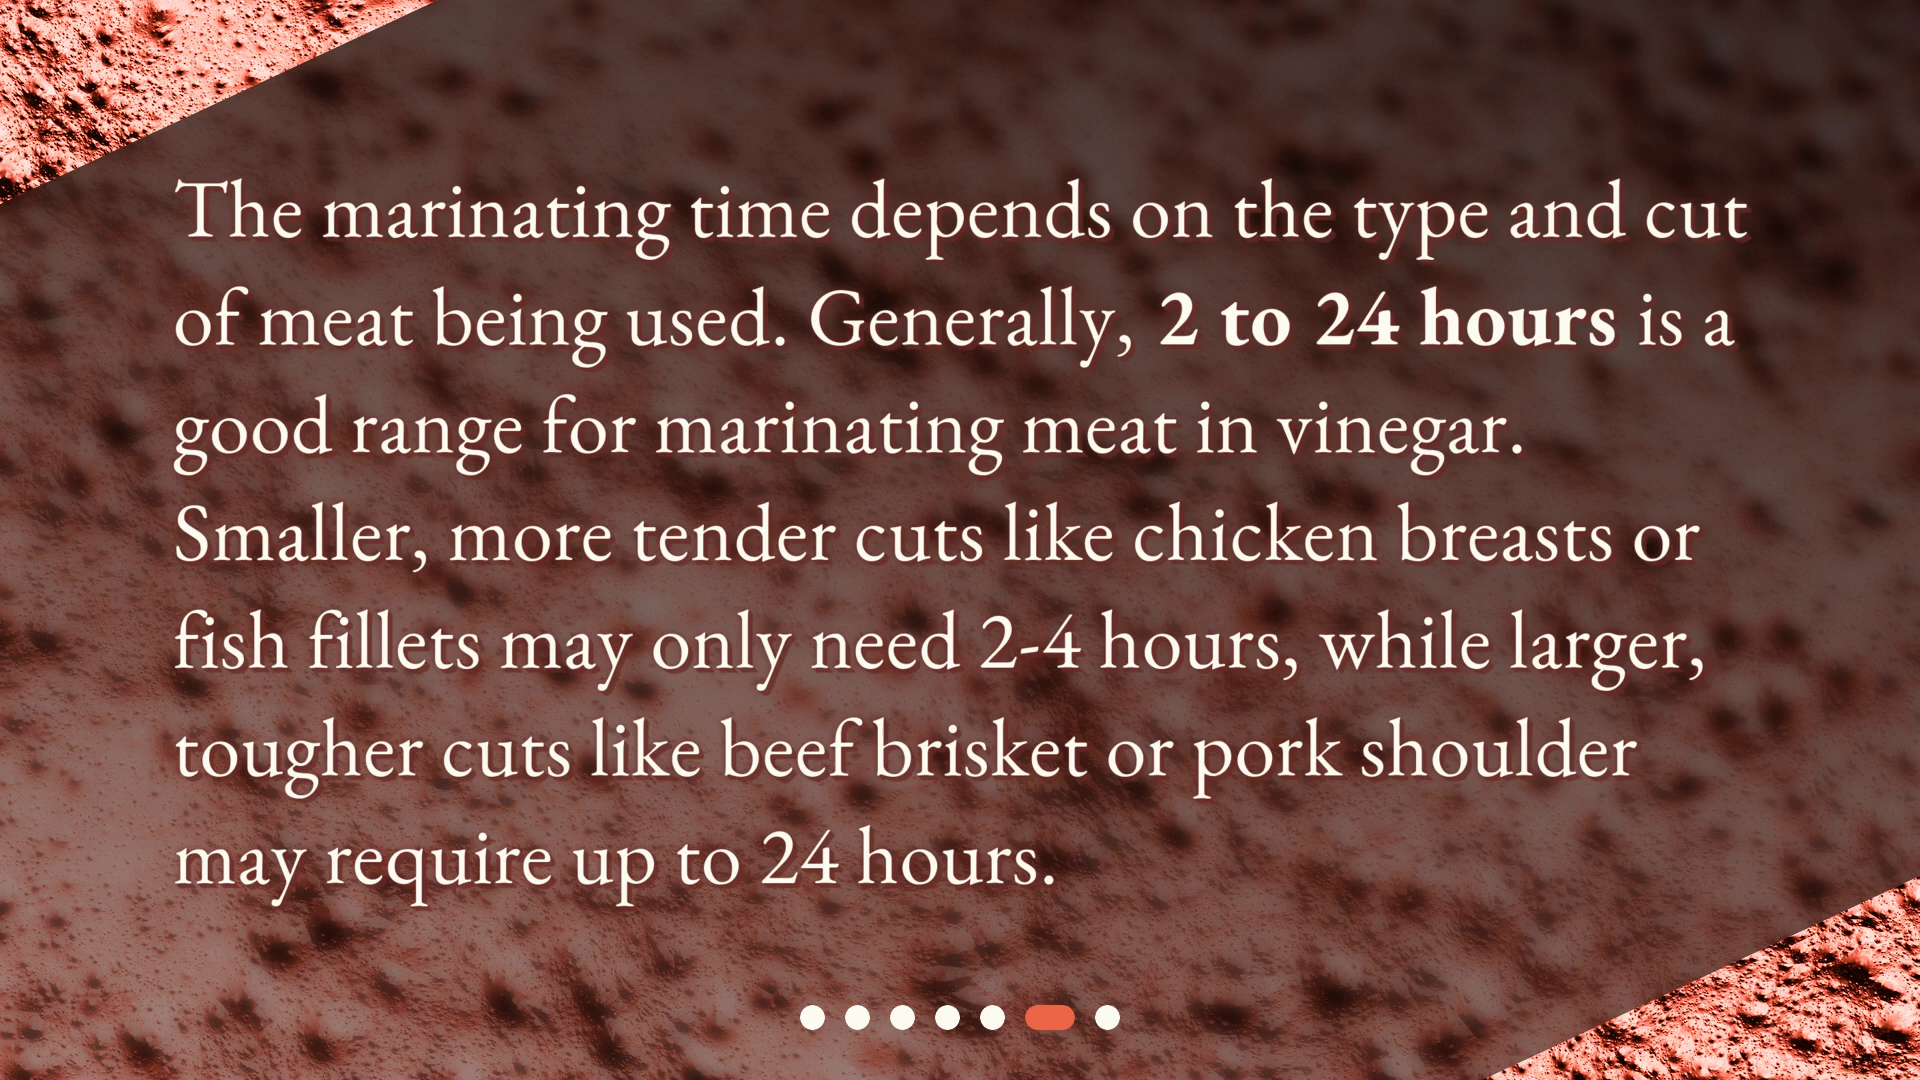 The marinating time depends on the type and cut
of meat being used. Generally, 2 to 24 hours is a
good range for marinating meat in vinegar.
Smaller, more tender cuts like chicken breasts or
fish fillets may only need 2-4 hours, while larger,
tougher cuts like beef brisket or pork shoulder
may require up to 24 hours.